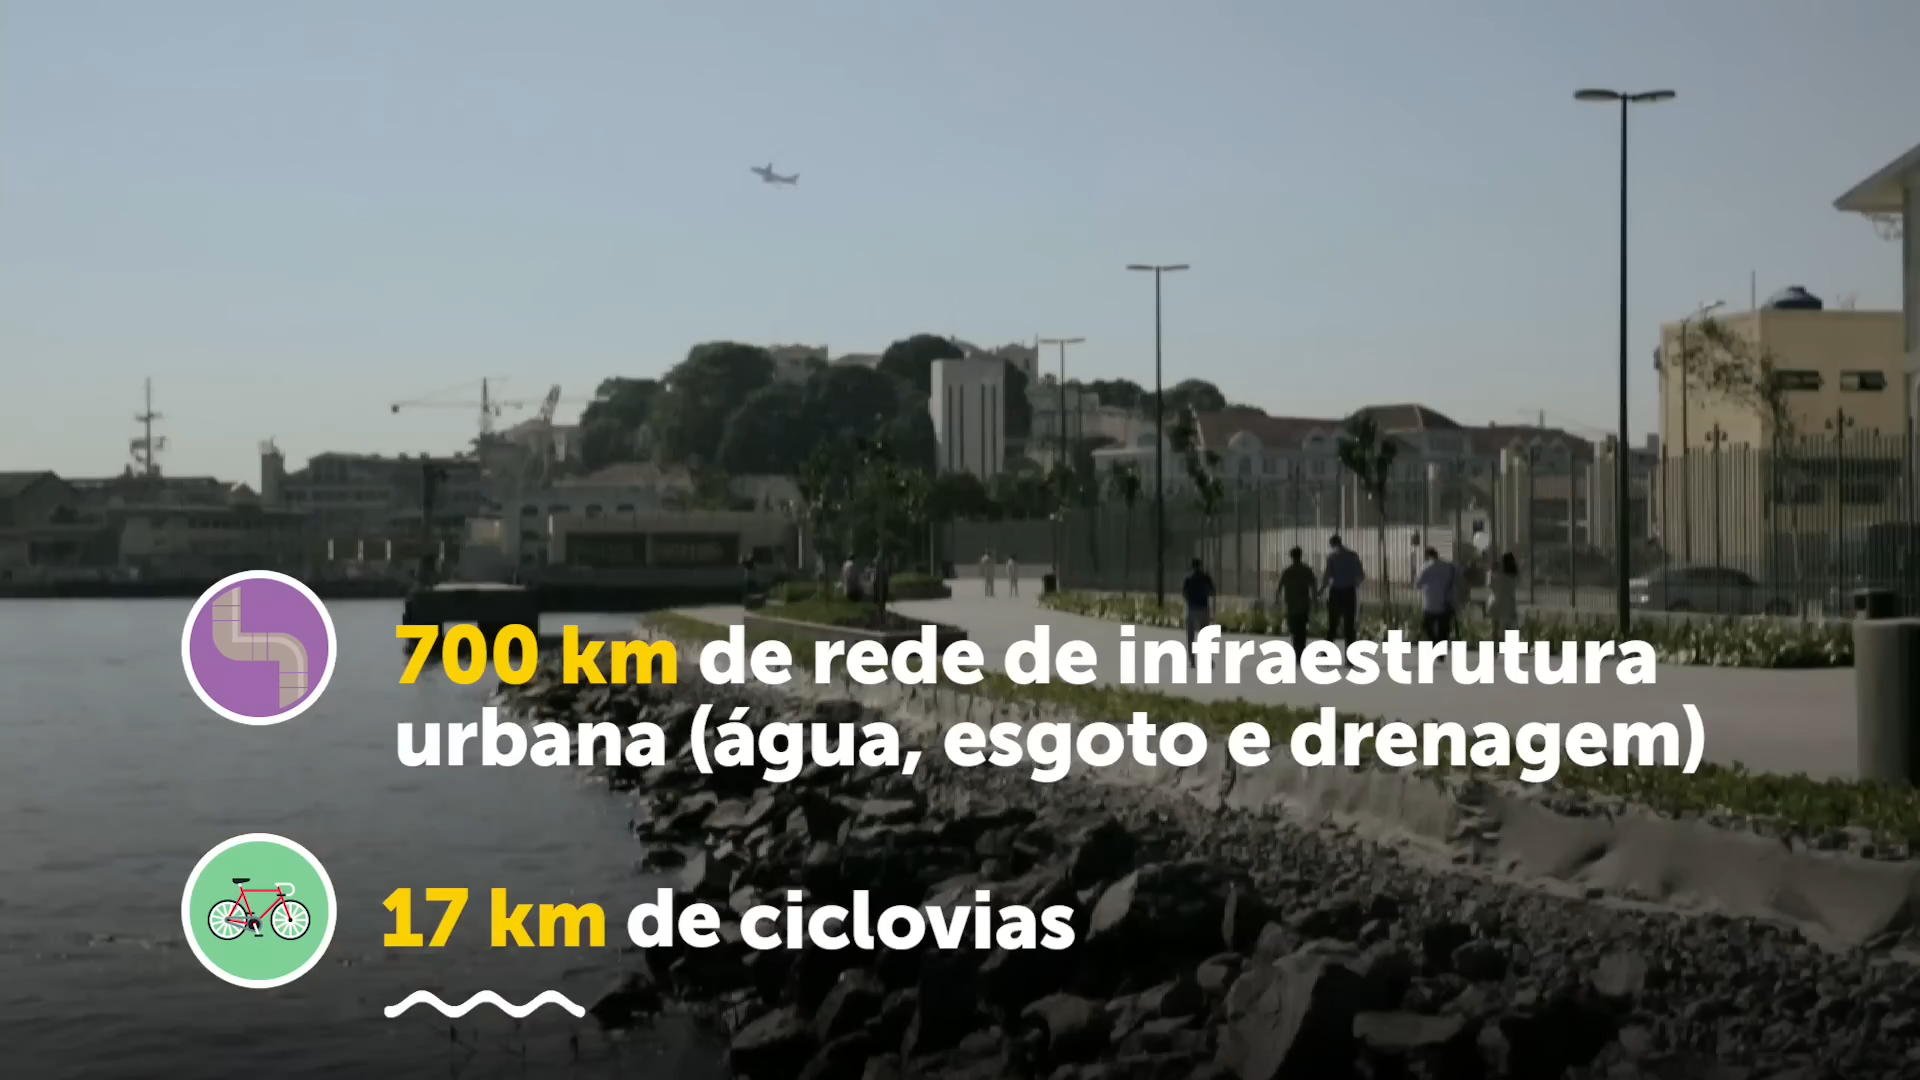 700 km de rede de infraestrutura
urbana (água, esgoto e drenagem)
17 km de ciclovias